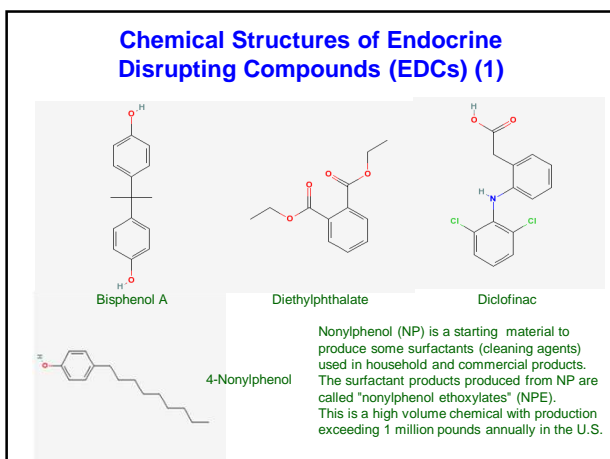 Chemical Structures of Endocrine
Disrupting Compounds (EDCs) (1)
H
O
O
H
Bisphenol A
O
O
O
O
Diethylphthalate
H
O
O
H
N
Cl
Cl
Diclofinac
H
O
4-Nonylphenol
Nonylphenol (NP) is a starting material to
produce some surfactants (cleaning agents)
used in household and commercial products.
The surfactant products produced from NP are
called "nonylphenol ethoxylates" (NPE).
This is a high volume chemical with production
exceeding 1 million pounds annually in the U.S.